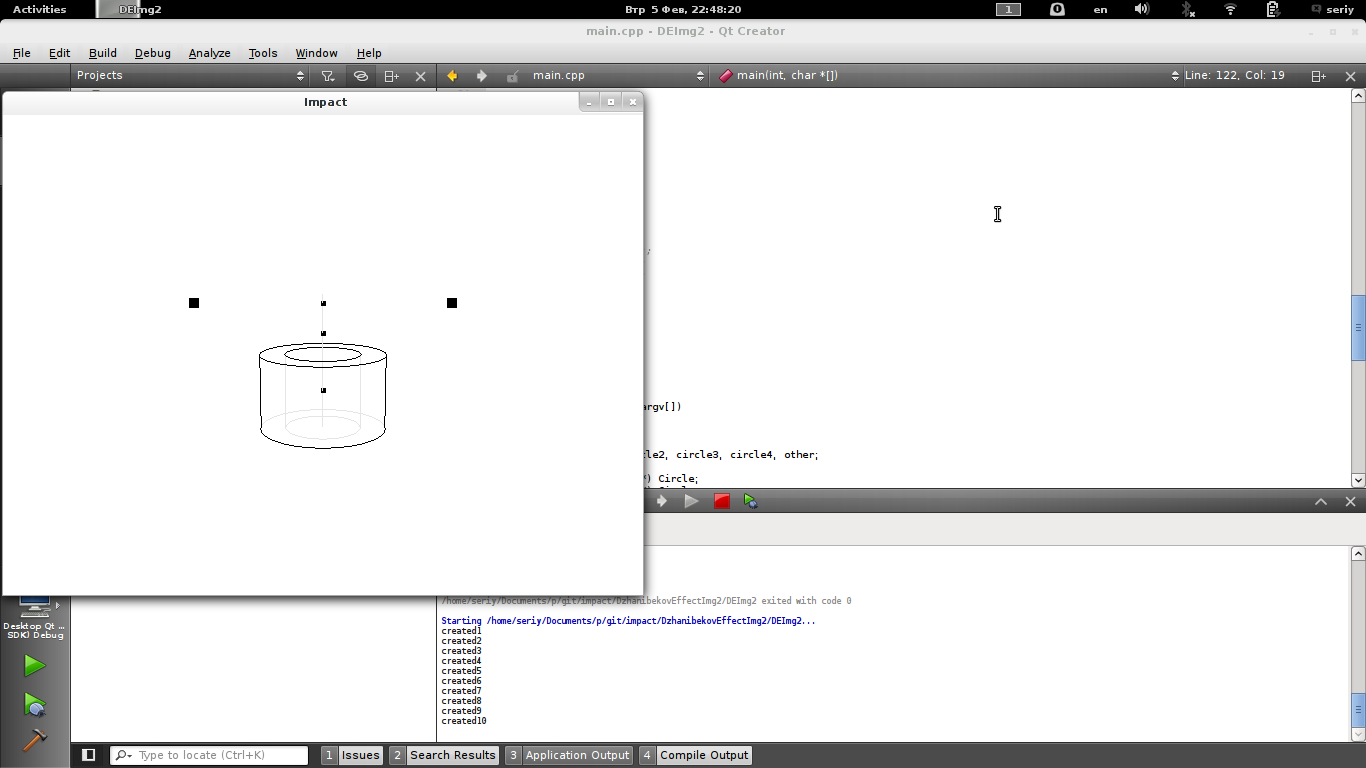 Activities DEImg2 Втр 5 Фев, 22:48:20 1 en seriy
main.cpp - DEImg2 - Qt Creator
File Edit Build Debug Analyze Tools Window Help
Projects main.cpp main(int, char *[]) Line: 122, Col: 19
Impact
;
argv[])
cle2, circle3, circle4, other;
*) Circle;
/home/seriy/Documents/p/git/impact/DzhanibekovEffectImg2/DEImg2 exited with code 0
Starting /home/seriy/Documents/p/git/impact/DzhanibekovEffectImg2/DEImg2...
Desktop Qt ...
SDK) Debug
created1
created2
created3
created4
created5
created6
created7
created8
created9
created10
Type to locate (Ctrl+K) 1 Issues 2 Search Results 3 Application Output 4 Compile Output